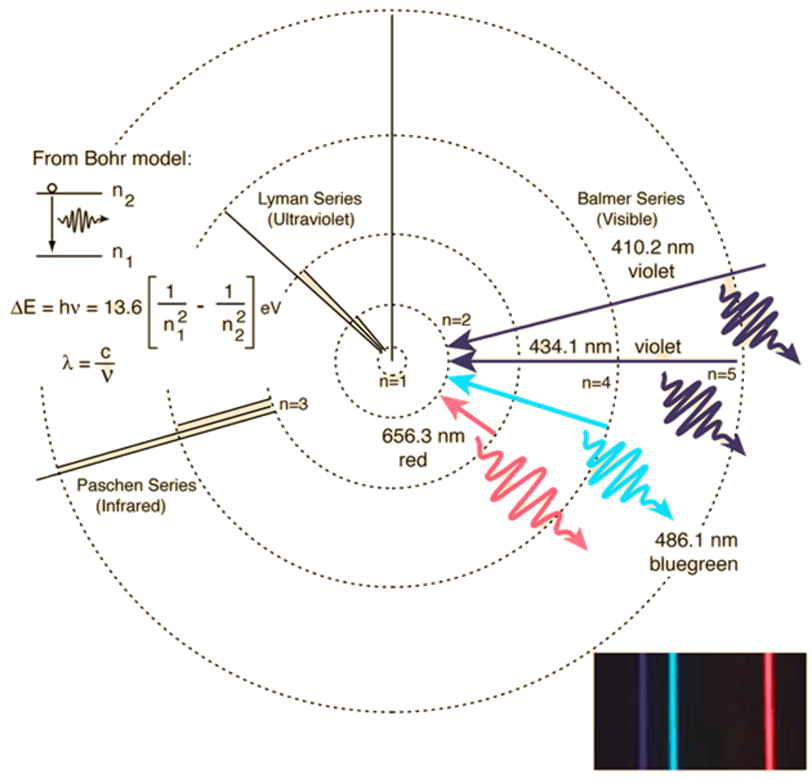 From Bohr model:
n2
n1
ΔE = hν = 13.6 [ 1/n1² - 1/n2² ] eV
λ = c/ν
Lyman Series
(Ultraviolet)
Balmer Series
(Visible)
410.2 nm
violet
n=2
434.1 nm violet
n=1
n=4
n=5
n=3
656.3 nm
red
Paschen Series
(Infrared)
486.1 nm
bluegreen